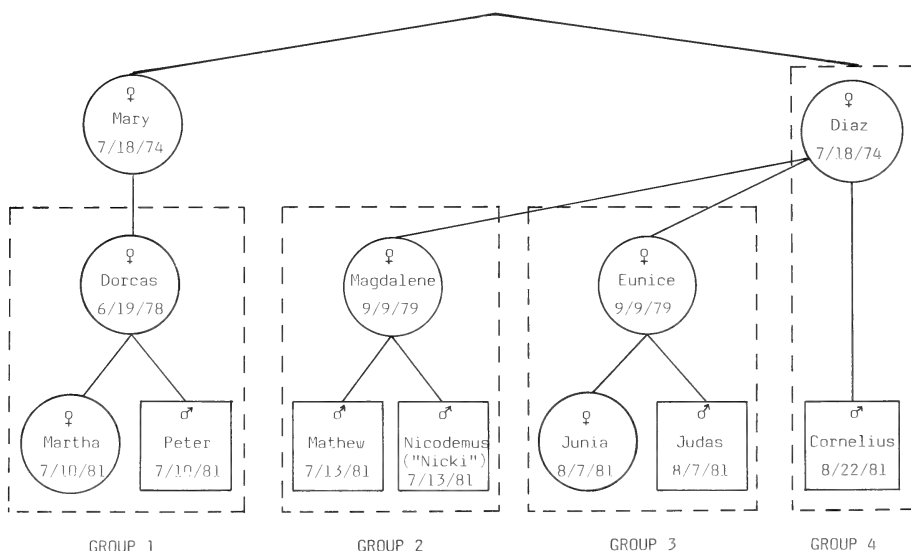 ♀
Mary
7/18/74
♀
Diaz
7/18/74
♀
Dorcas
6/19/78
♀
Magdalene
9/9/79
♀
Eunice
9/9/79
♀
Martha
7/10/81
♂
Peter
7/10/81
♂
Mathew
7/13/81
♂
Nicodemus
("Nicki")
7/13/81
♀
Junia
8/7/81
♂
Judas
8/7/81
♂
Cornelius
8/22/81
GROUP 1
GROUP 2
GROUP 3
GROUP 4